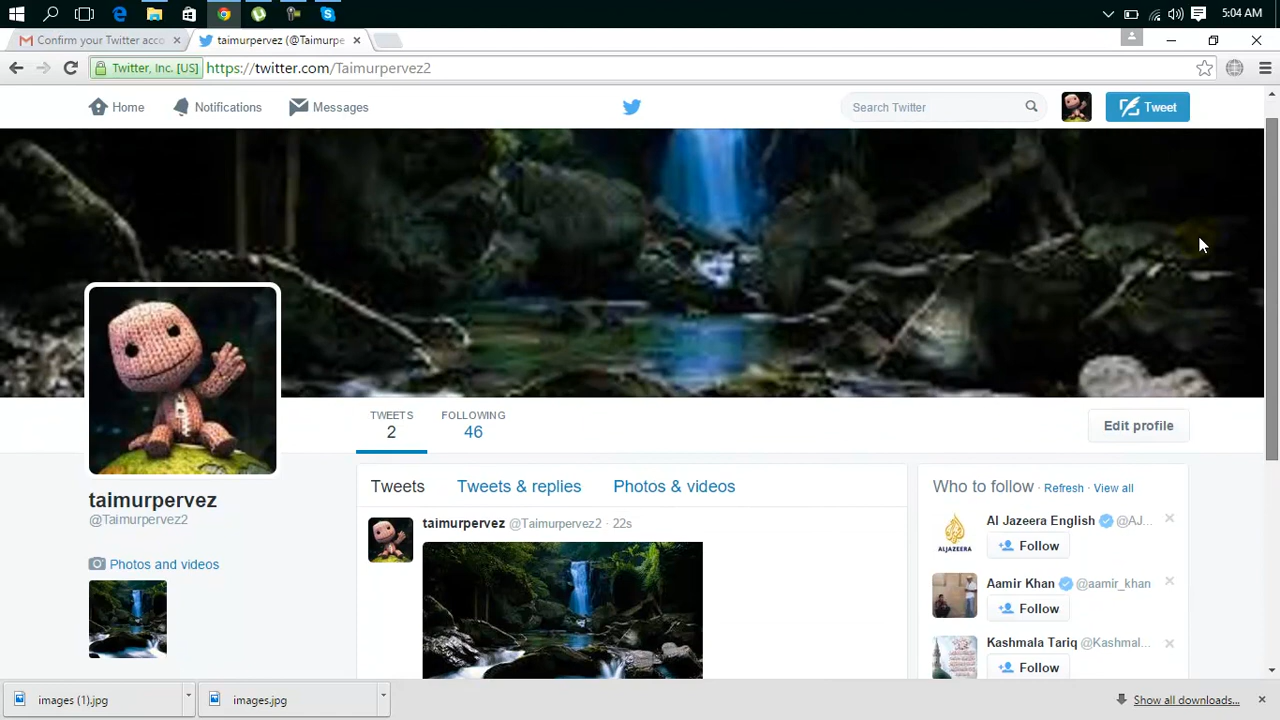 5:04 AM
Confirm your Twitter acco
taimurpervez (@Taimurpe
Twitter, Inc. [US]
https://twitter.com/Taimurpervez2
Home
Notifications
Messages
Search Twitter
Tweet
TWEETS
2
FOLLOWING
46
Edit profile
taimurpervez
@Taimurpervez2
Photos and videos
Tweets
Tweets & replies
Photos & videos
taimurpervez @Taimurpervez2 · 22s
Who to follow · Refresh · View all
Al Jazeera English @AJ...
ALJAZEERA
Follow
Aamir Khan @aamir_khan
Follow
Kashmala Tariq @Kashmal...
Follow
images (1).jpg
images.jpg
Show all downloads...